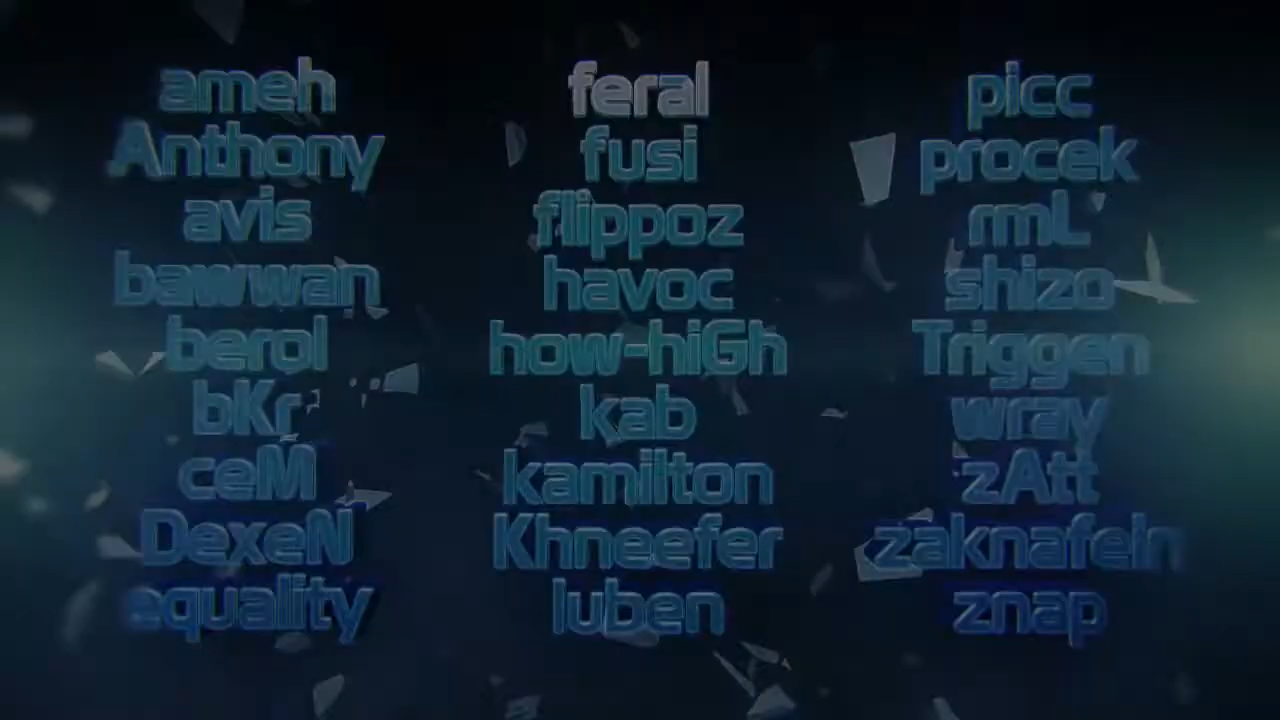 ameh
Anthony
avis
bawwan
berol
bKr
ceM
DexeN
equality
feral
fusi
flippoz
havoc
how-hiGh
kab
kamilton
Khneefer
luben
picc
procek
rmL
shizo
Triggen
wray
zAtt
zaknafein
znap